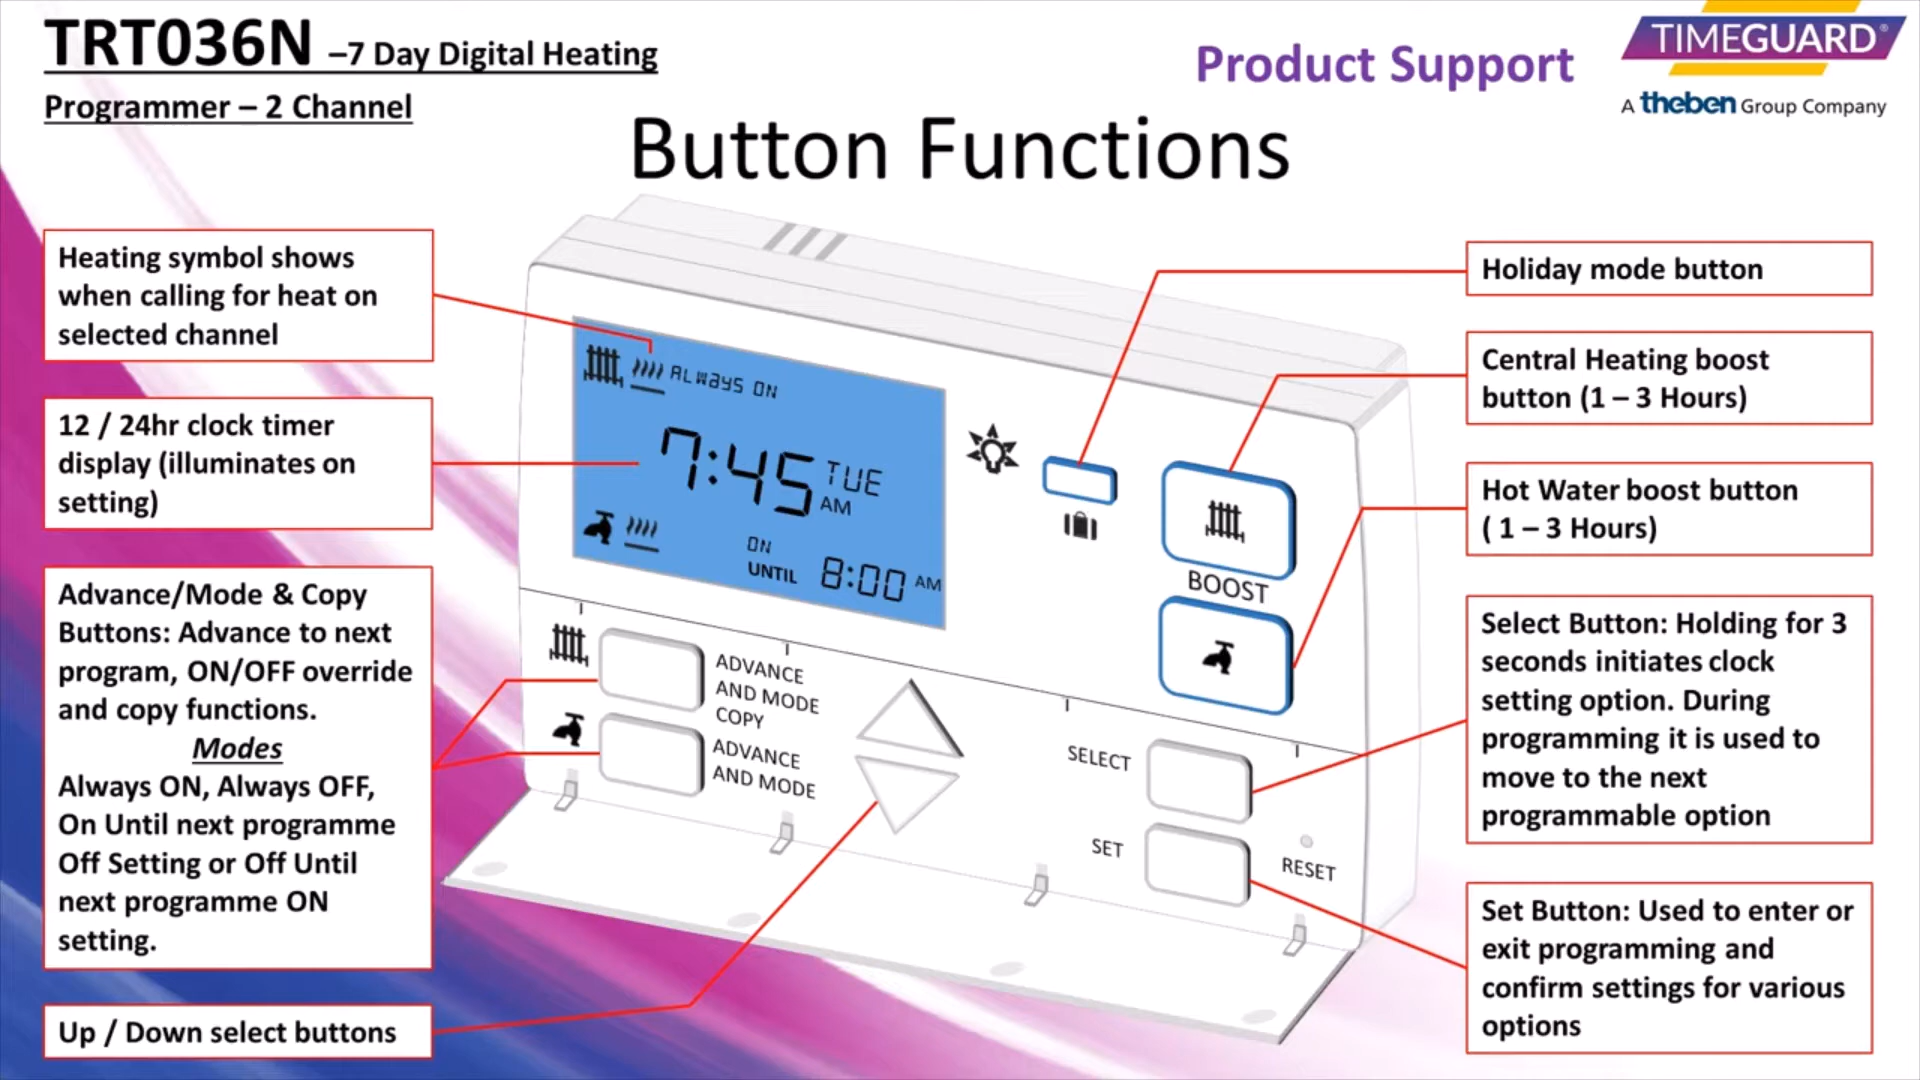 TRT036N –7 Day Digital Heating
Programmer – 2 Channel
Product Support
TIMEGUARD®
A theben Group Company
Button Functions
Heating symbol shows
when calling for heat on
selected channel
12 / 24hr clock timer
display (illuminates on
setting)
Advance/Mode & Copy
Buttons: Advance to next
program, ON/OFF override
and copy functions.
Modes
Always ON, Always OFF,
On Until next programme
Off Setting or Off Until
next programme ON
setting.
Up / Down select buttons
ALWaYS ON
7:45 TUE
AM
ON
UNTIL 8:00 AM
BOOST
ADVANCE
AND MODE
COPY
ADVANCE
AND MODE
SELECT
SET
RESET
Holiday mode button
Central Heating boost
button (1 – 3 Hours)
Hot Water boost button
( 1 – 3 Hours)
Select Button: Holding for 3
seconds initiates clock
setting option. During
programming it is used to
move to the next
programmable option
Set Button: Used to enter or
exit programming and
confirm settings for various
options